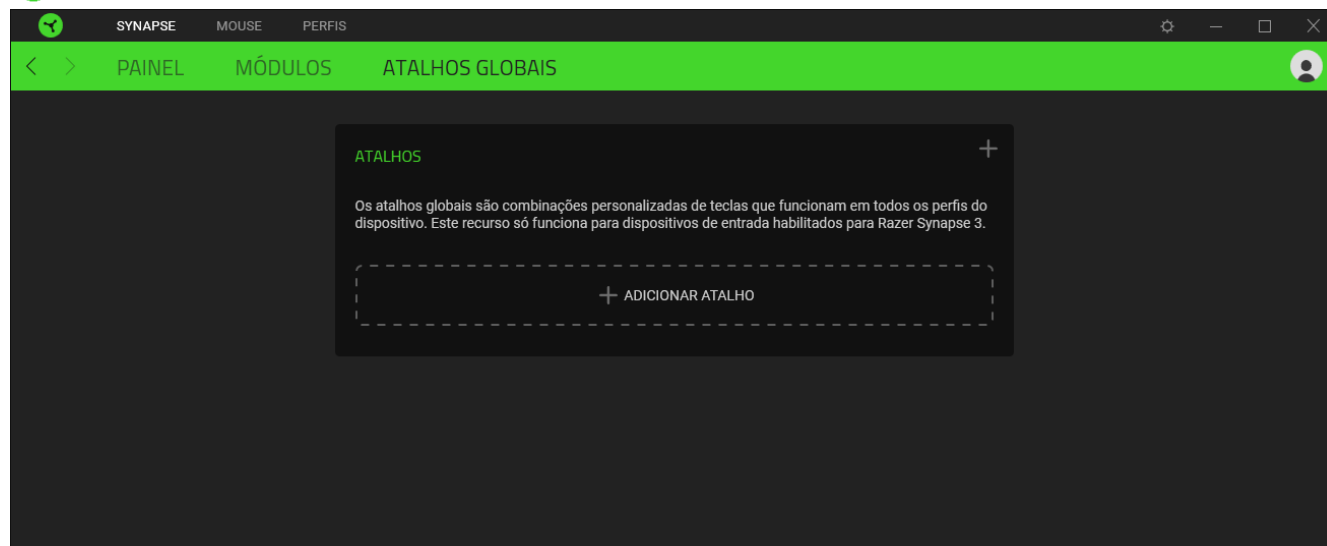 SYNAPSE MOUSE PERFIS
PAINEL MÓDULOS ATALHOS GLOBAIS
ATALHOS
Os atalhos globais são combinações personalizadas de teclas que funcionam em todos os perfis do
dispositivo. Este recurso só funciona para dispositivos de entrada habilitados para Razer Synapse 3.
ADICIONAR ATALHO